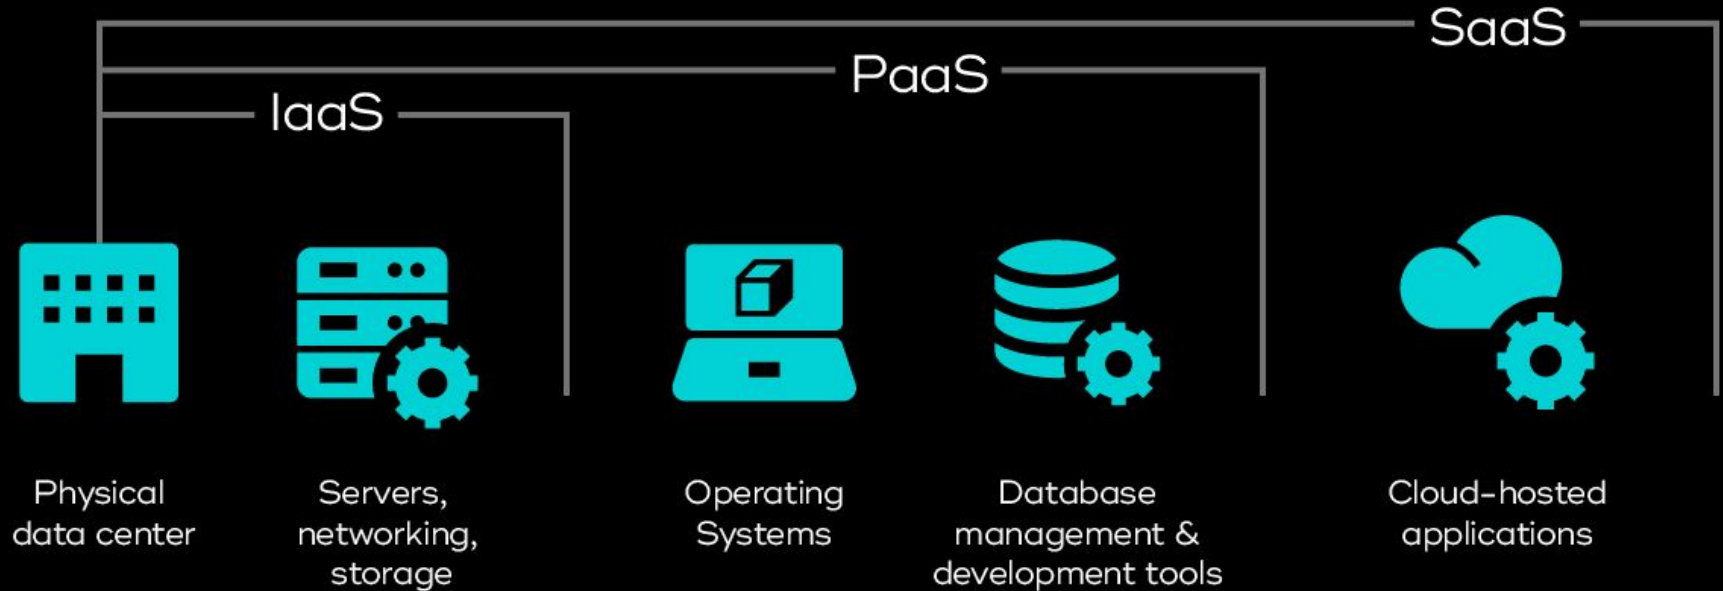 SaaS
PaaS
IaaS
Physical
data center
Servers,
networking,
storage
Operating
Systems
Database
management &
development tools
Cloud-hosted
applications